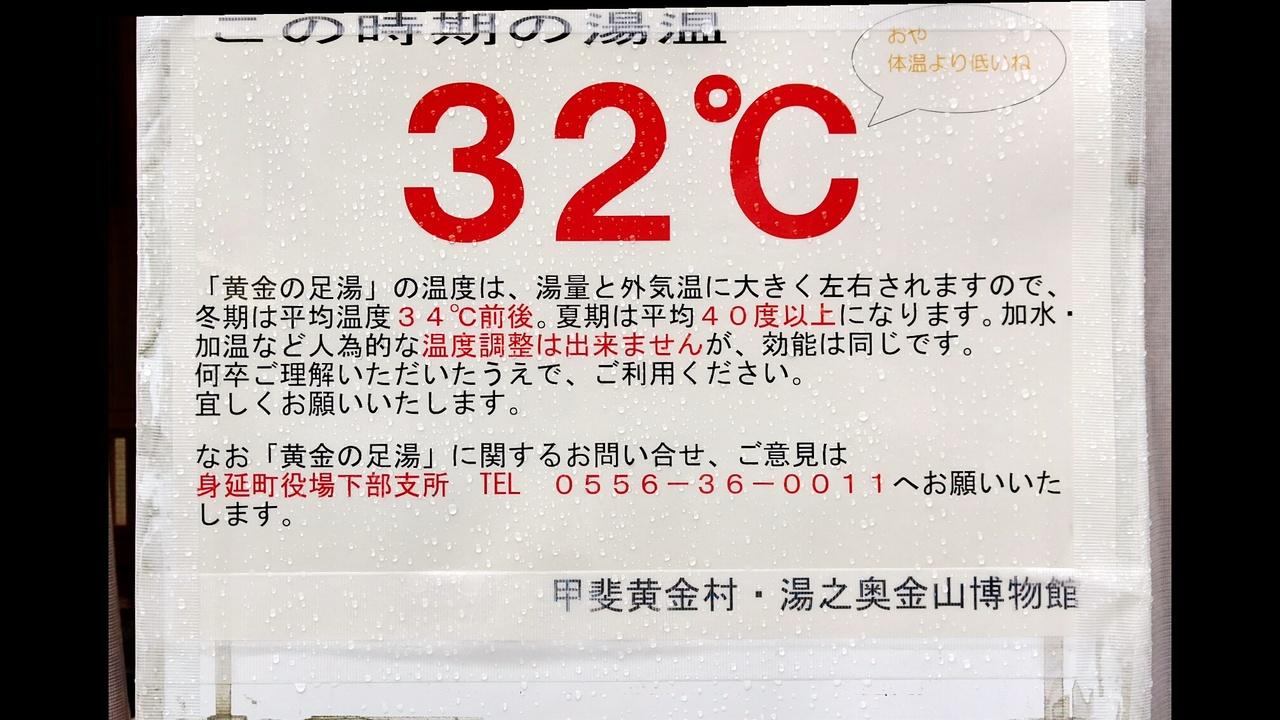 この時期の湯温
おや
体温より低いね
32℃
「黄金の足湯」の温度は、湯量と外気温に大きく左右されますので、
冬期は平均温度３４℃前後。夏期は平均４０度以上になります。加水・
加温など人為的な温度調整は出来ませんが、効能は同じです。
何卒ご理解いただいたうえで、ご利用ください。
宜しくお願いいたします。
なお「黄金の足湯」に関するお問い合せ、ご意見は
身延町役場下部支所　TEL　０５５６－３６－００１１へお願いいた
します。
甲斐黄金村・湯之奥金山博物館